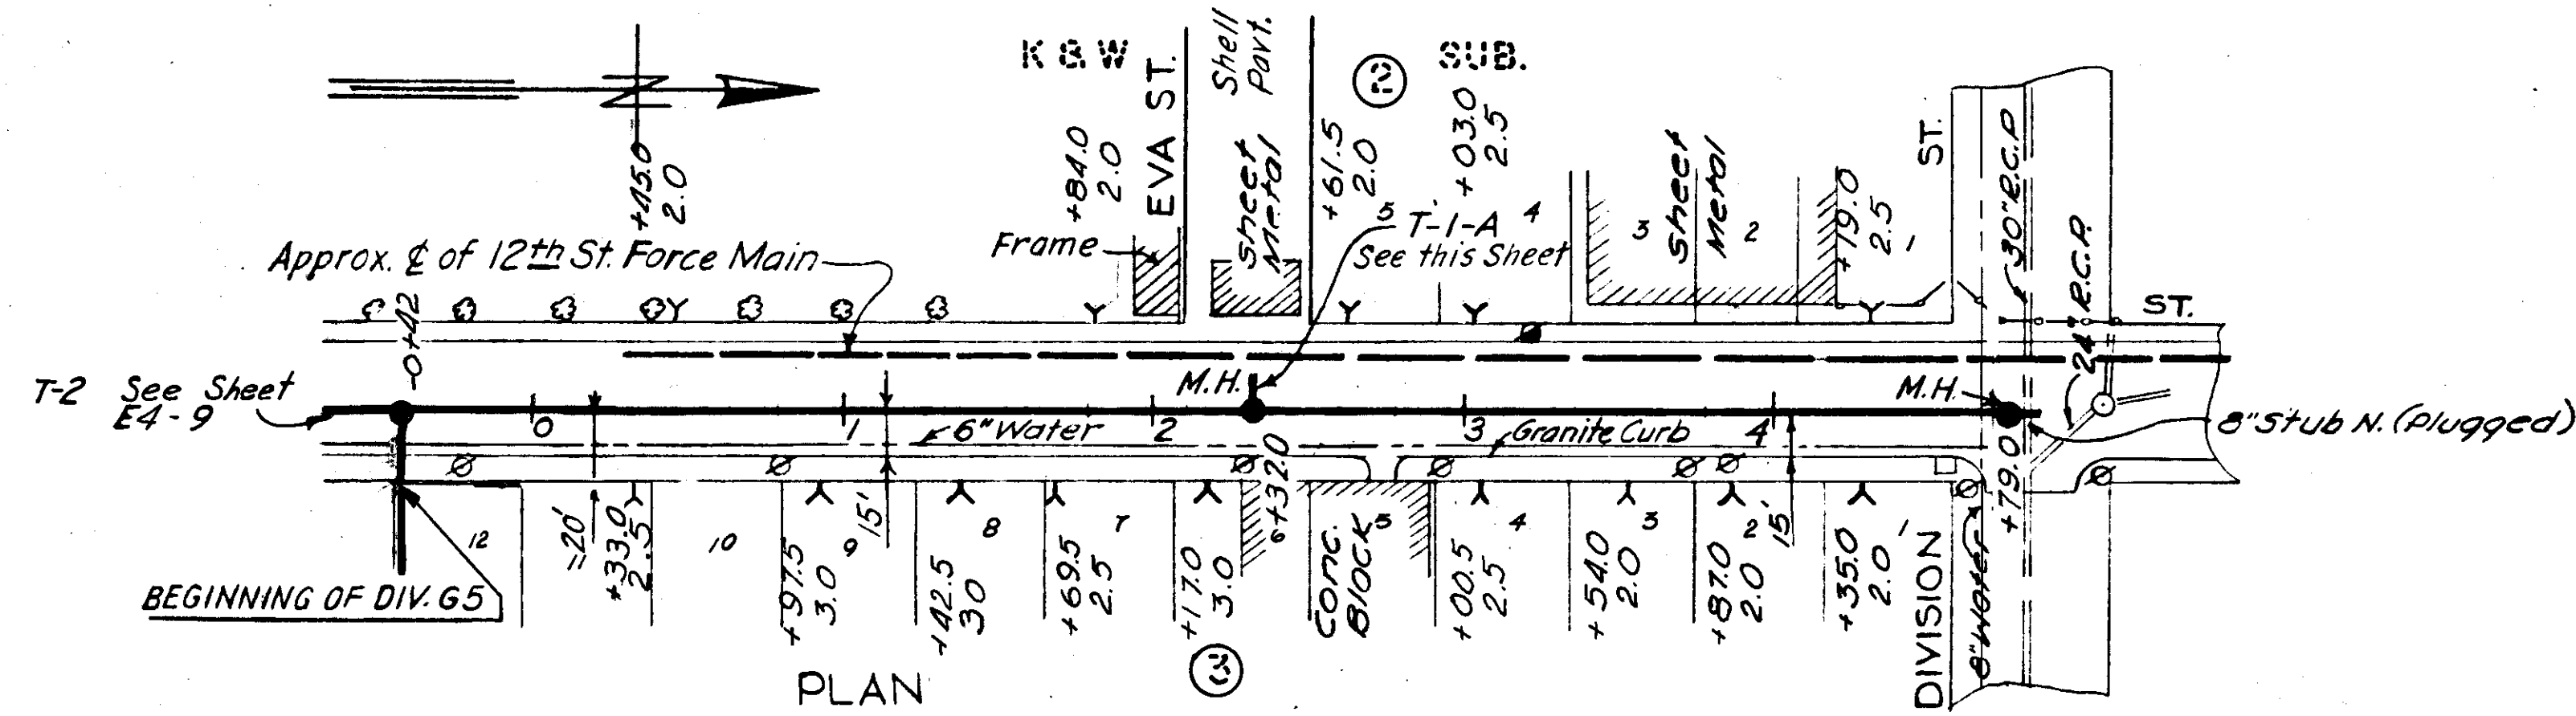 K & W
SUB.
EVA ST.
Shell
Pavt.
2
N
+45.0
2.0
+84.0
2.0
Sheet
Metal
+61.5
2.0
+03.0
2.5
Sheet
Metal
+19.0
2.5
ST.
30" R.C.P.
24" R.C.P.
ST.
5
4
3
2
1
T-1-A
See this Sheet
Frame
Approx. ℄ of 12th St. Force Main
-0+42
T-2 See Sheet
E4-9
M.H.
M.H.
0
1
2
3
4
6" Water
Granite Curb
8" Stub N. (Plugged)
+32.0
+79.0
=20'
15'
15'
12
10
9
8
7
6
5
4
3
2
1
+33.0
2.5
+97.5
3.0
+42.5
30
+69.5
2.5
+17.0
3.0
Conc.
Block
+00.5
2.5
+54.0
2.0
+87.0
2.0
+35.0
2.0
DIVISION
8" Water
BEGINNING OF DIV. G5
PLAN
3